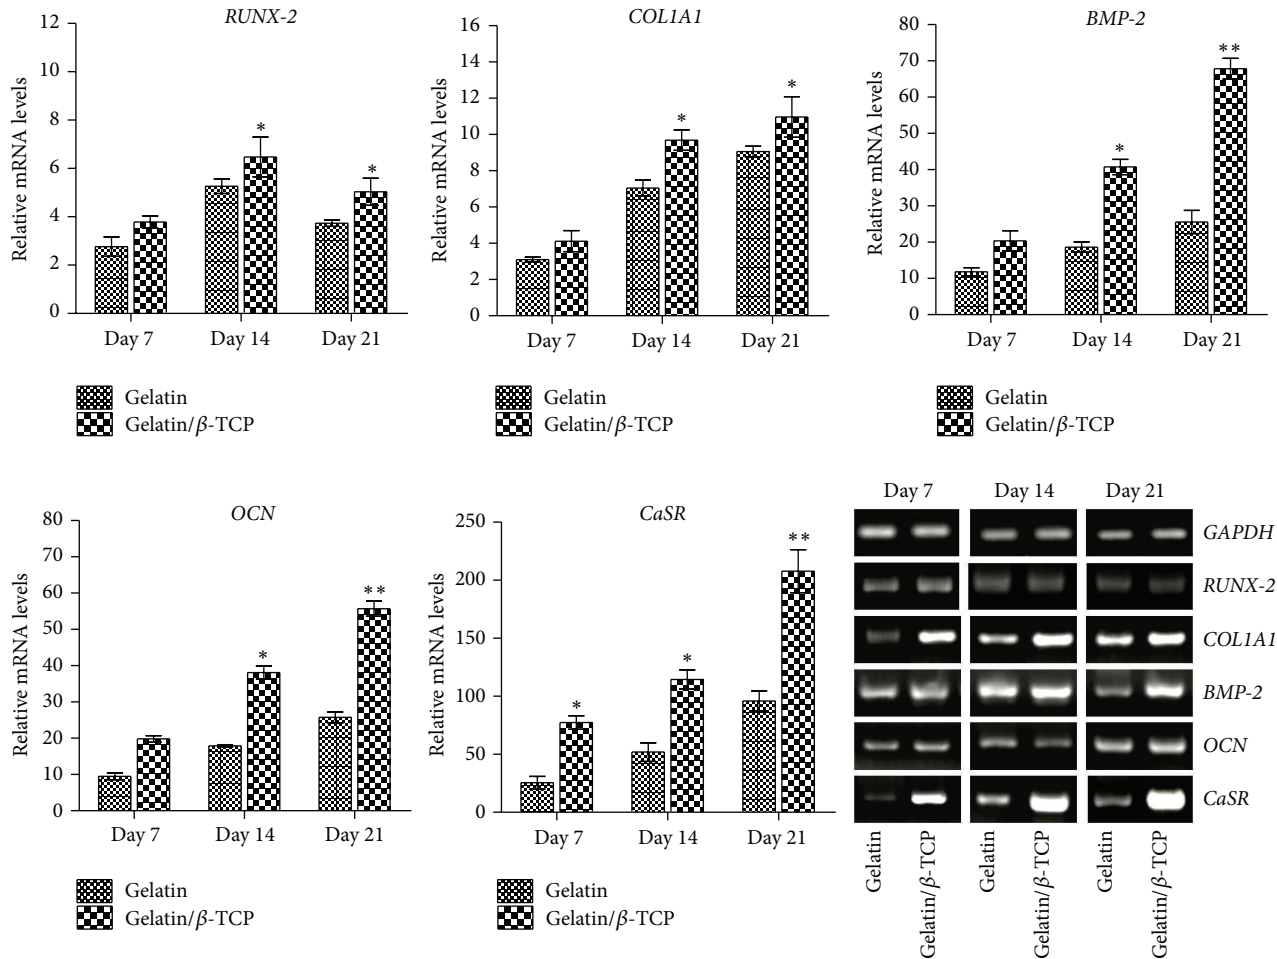 RUNX-2
Relative mRNA levels
12
10
8
6
4
2
0
*
*
Day 7 Day 14 Day 21
Gelatin
Gelatin/β-TCP
COL1A1
Relative mRNA levels
16
14
12
10
8
6
4
2
0
*
*
Day 7 Day 14 Day 21
Gelatin
Gelatin/β-TCP
BMP-2
Relative mRNA levels
80
70
60
50
40
30
20
10
0
*
**
Day 7 Day 14 Day 21
Gelatin
Gelatin/β-TCP
OCN
Relative mRNA levels
80
70
60
50
40
30
20
10
0
*
**
Day 7 Day 14 Day 21
Gelatin
Gelatin/β-TCP
CaSR
Relative mRNA levels
250
200
150
100
50
0
*
*
**
Day 7 Day 14 Day 21
Gelatin
Gelatin/β-TCP
Day 7 Day 14 Day 21
GAPDH
RUNX-2
COL1A1
BMP-2
OCN
CaSR
Gelatin
Gelatin/β-TCP
Gelatin
Gelatin/β-TCP
Gelatin
Gelatin/β-TCP